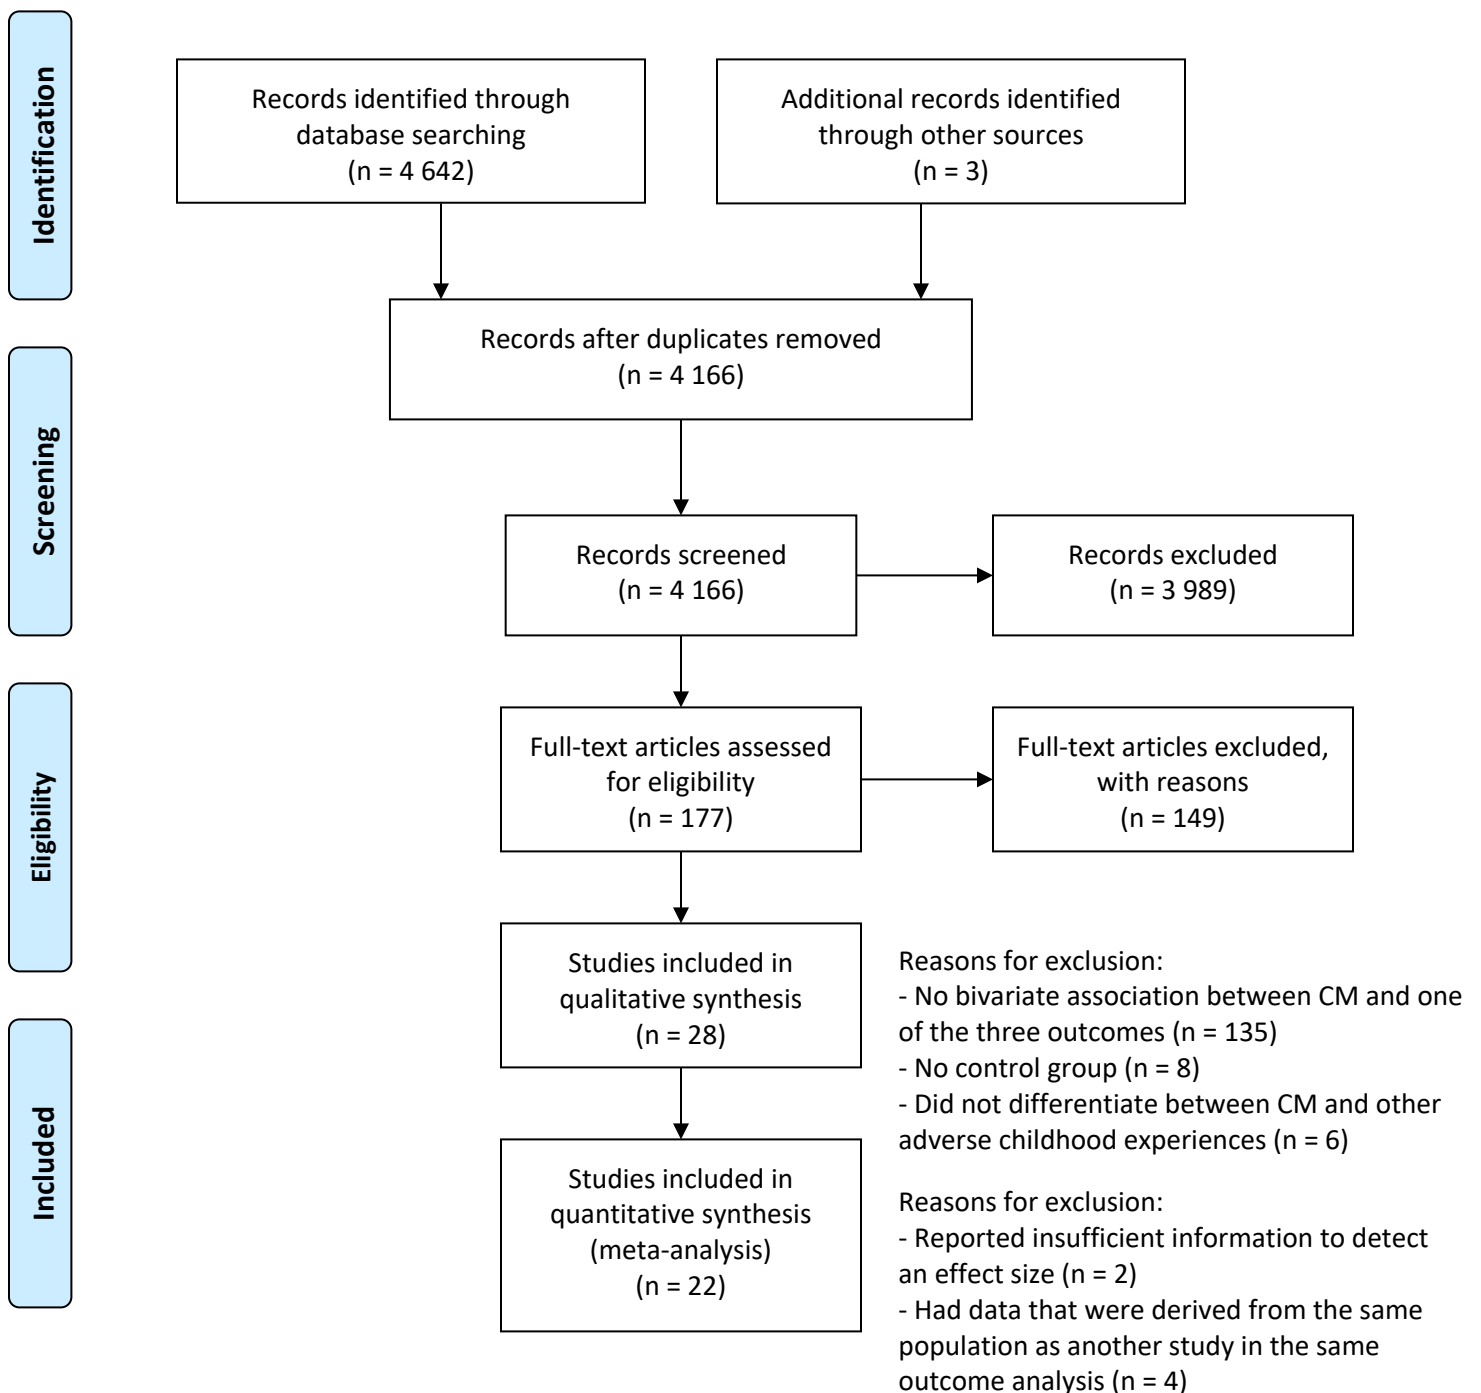 Identification
Records identified through
database searching
(n = 4 642)
Additional records identified
through other sources
(n = 3)
Records after duplicates removed
(n = 4 166)
Screening
Records screened
(n = 4 166)
Records excluded
(n = 3 989)
Eligibility
Full-text articles assessed
for eligibility
(n = 177)
Full-text articles excluded,
with reasons
(n = 149)
Studies included in
qualitative synthesis
(n = 28)
Reasons for exclusion:
- No bivariate association between CM and one
of the three outcomes (n = 135)
- No control group (n = 8)
- Did not differentiate between CM and other
adverse childhood experiences (n = 6)
Included
Studies included in
quantitative synthesis
(meta-analysis)
(n = 22)
Reasons for exclusion:
- Reported insufficient information to detect
an effect size (n = 2)
- Had data that were derived from the same
population as another study in the same
outcome analysis (n = 4)